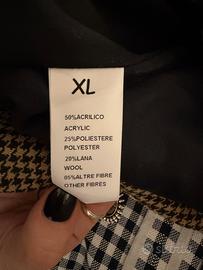 XL
50%ACRILICO
ACRYLIC
25%POLIESTERE
POLYESTER
20%LANA
WOOL
05%ALTRE FIBRE
OTHER FIBRES